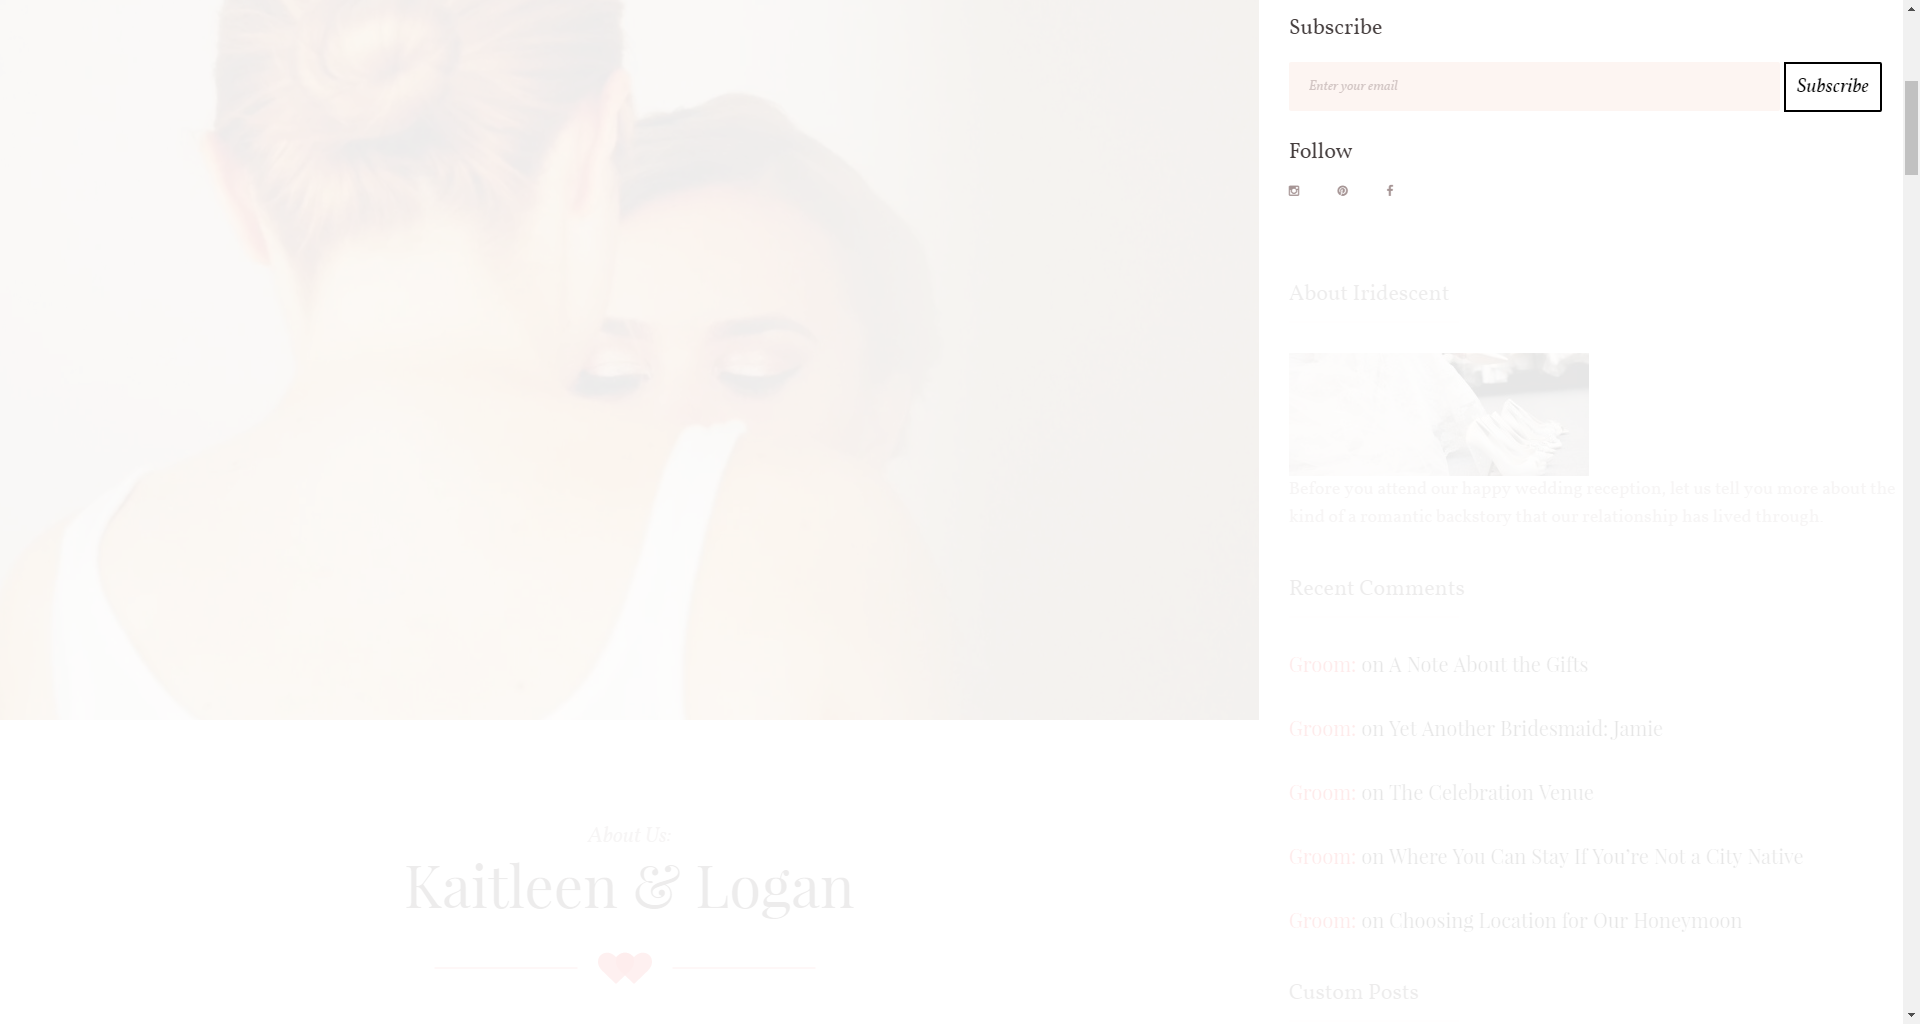 Subscribe
Enter your email
Subscribe
Follow
About Iridescent
Before you attend our happy wedding reception, let us tell you more about the
kind of a romantic backstory that our relationship has lived through.
Recent Comments
Groom: on A Note About the Gifts
Groom: on Yet Another Bridesmaid: Jamie
Groom: on The Celebration Venue
Groom: on Where You Can Stay If You’re Not a City Native
Groom: on Choosing Location for Our Honeymoon
Custom Posts
About Us:
Kaitleen & Logan